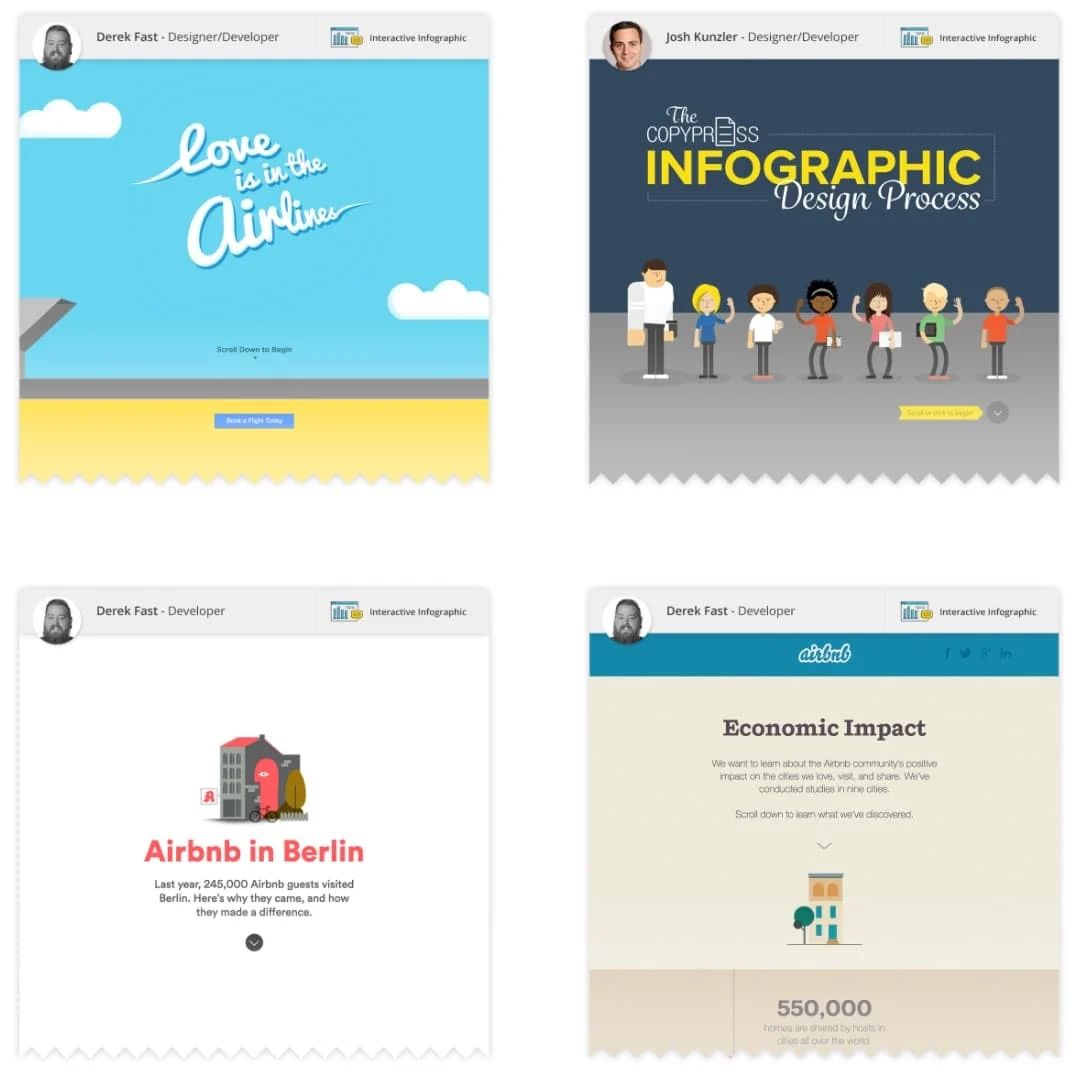 Derek Fast - Designer/Developer
Interactive Infographic
Love
is in the
Airlines
Scroll Down to Begin
Book a Flight Today
Josh Kunzler - Designer/Developer
Interactive Infographic
The
COPYPRESS
INFOGRAPHIC
Design Process
Scroll or click to begin!
Derek Fast - Developer
Interactive Infographic
Airbnb in Berlin
Last year, 245,000 Airbnb guests visited
Berlin. Here's why they came, and how
they made a difference.
Derek Fast - Developer
Interactive Infographic
airbnb
Economic Impact
We want to learn about the Airbnb community's positive
impact on the cities we love, visit, and share. We've
conducted studies in nine cities.
Scroll down to learn what we've discovered.
550,000
homes are shared by hosts in
cities all over the world.